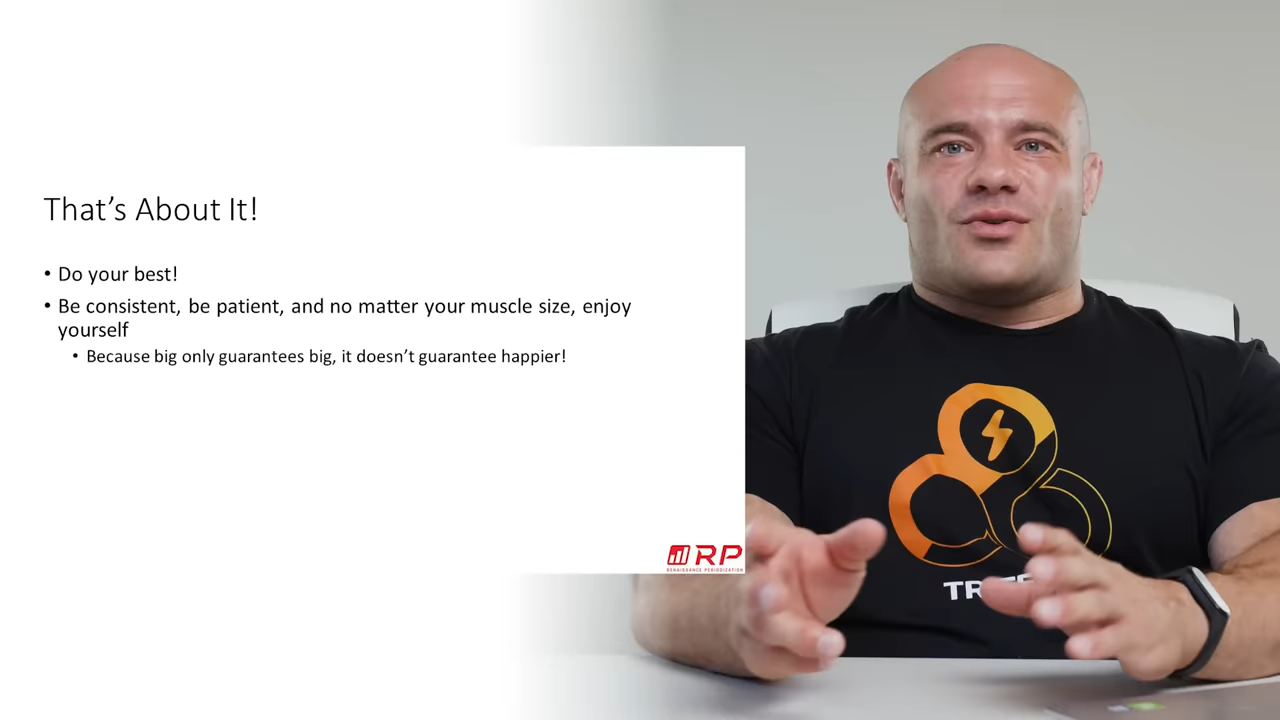 That's About It!
• Do your best!
• Be consistent, be patient, and no matter your muscle size, enjoy
yourself
• Because big only guarantees big, it doesn't guarantee happier!
RP
RENAISSANCE PERIODIZATION